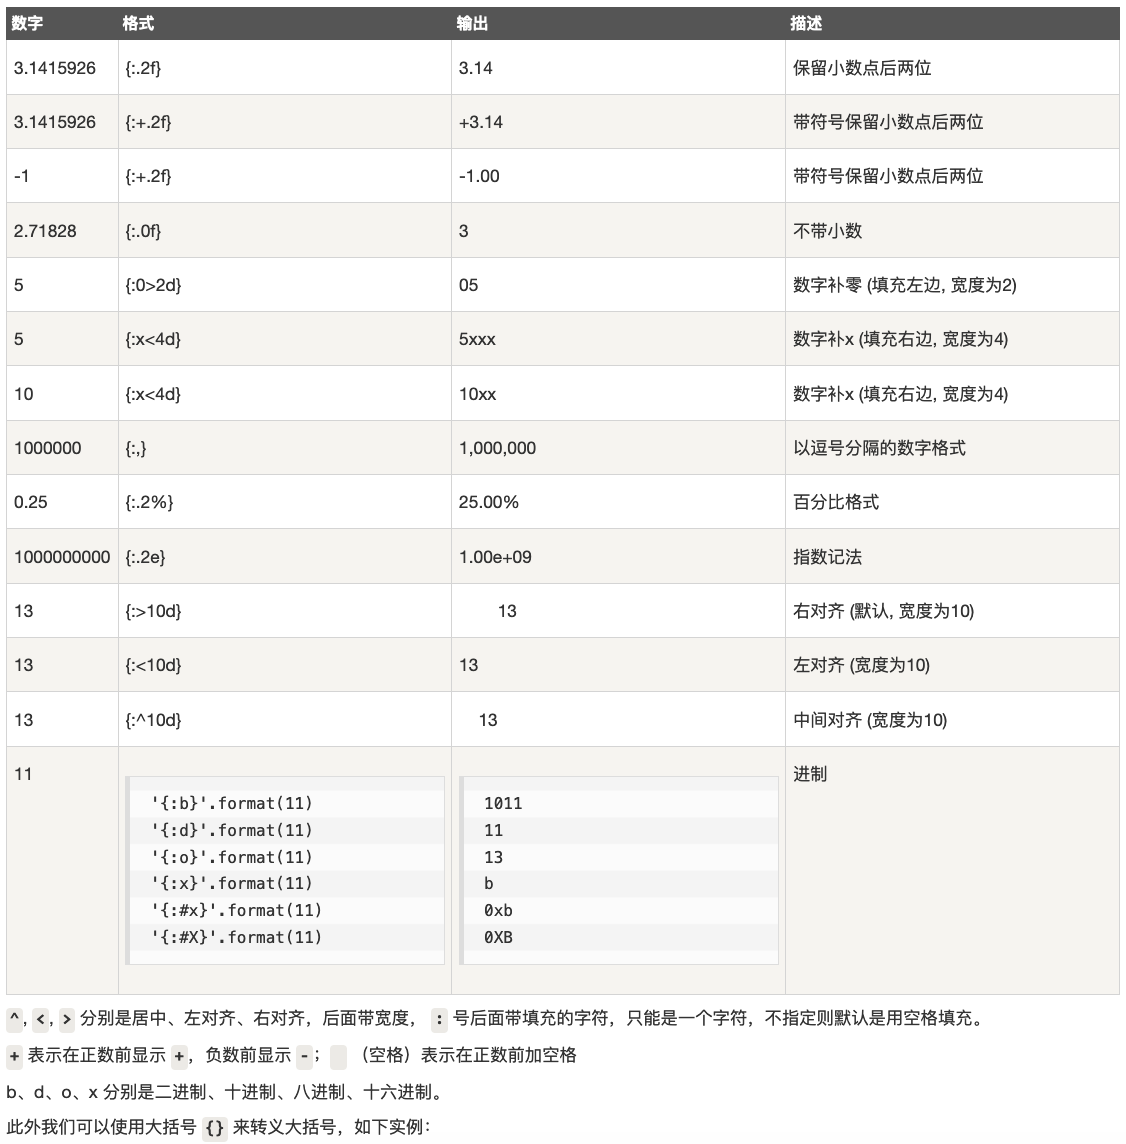 数字 格式 输出 描述
3.1415926 {:.2f} 3.14 保留小数点后两位
3.1415926 {:+.2f} +3.14 带符号保留小数点后两位
-1 {:+.2f} -1.00 带符号保留小数点后两位
2.71828 {:.0f} 3 不带小数
5 {:0>2d} 05 数字补零 (填充左边, 宽度为2)
5 {:x<4d} 5xxx 数字补x (填充右边, 宽度为4)
10 {:x<4d} 10xx 数字补x (填充右边, 宽度为4)
1000000 {:,} 1,000,000 以逗号分隔的数字格式
0.25 {:.2%} 25.00% 百分比格式
1000000000 {:.2e} 1.00e+09 指数记法
13 {:>10d} 13 右对齐 (默认, 宽度为10)
13 {:<10d} 13 左对齐 (宽度为10)
13 {:^10d} 13 中间对齐 (宽度为10)
11 进制
'{:b}'.format(11) 1011
'{:d}'.format(11) 11
'{:o}'.format(11) 13
'{:x}'.format(11) b
'{:#x}'.format(11) 0xb
'{:#X}'.format(11) 0XB
^, <, > 分别是居中、左对齐、右对齐，后面带宽度， : 号后面带填充的字符，只能是一个字符，不指定则默认是用空格填充。
+ 表示在正数前显示 +，负数前显示 -； （空格）表示在正数前加空格
b、d、o、x 分别是二进制、十进制、八进制、十六进制。
此外我们可以使用大括号 {} 来转义大括号，如下实例：